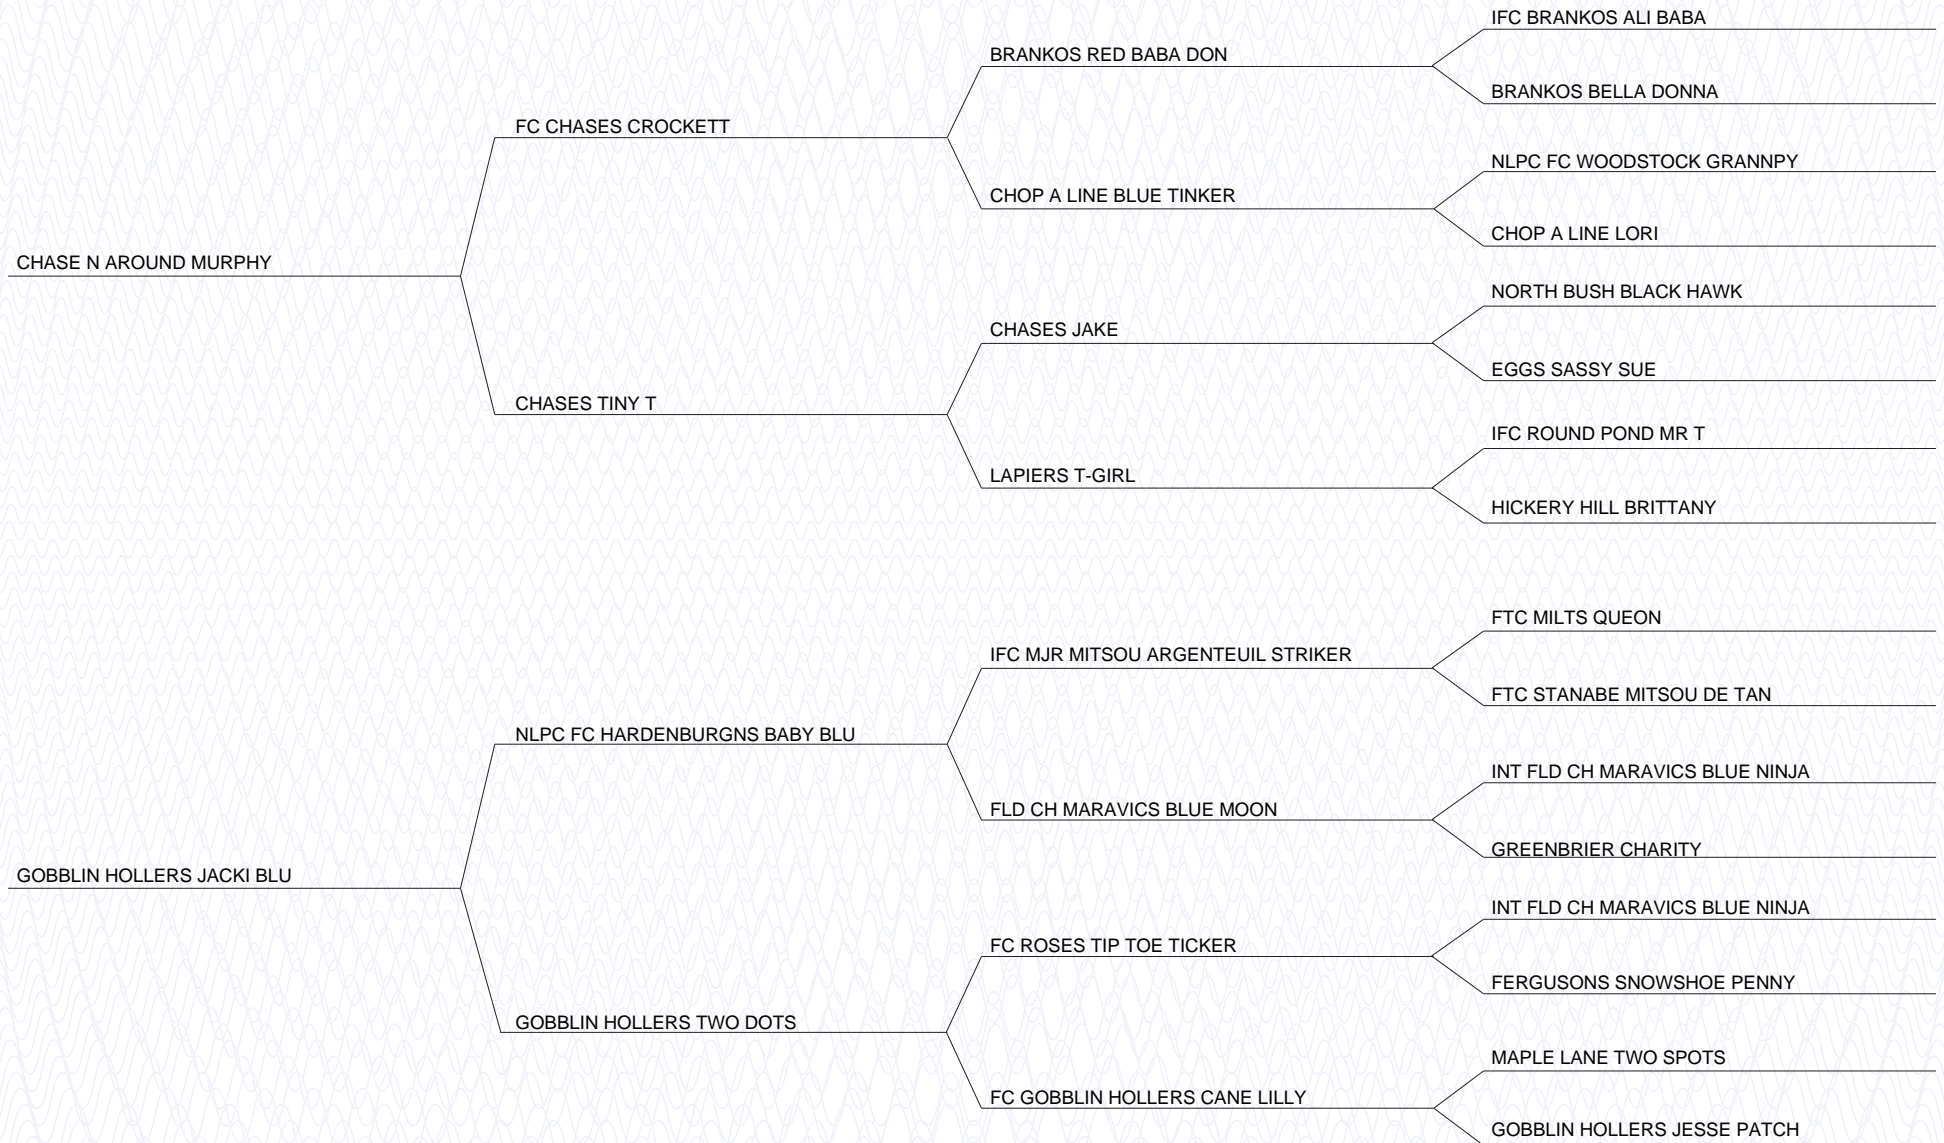 IFC BRANKOS ALI BABA
BRANKOS RED BABA DON
BRANKOS BELLA DONNA
FC CHASES CROCKETT
NLPC FC WOODSTOCK GRANNPY
CHOP A LINE BLUE TINKER
CHOP A LINE LORI
CHASE N AROUND MURPHY
NORTH BUSH BLACK HAWK
CHASES JAKE
EGGS SASSY SUE
CHASES TINY T
IFC ROUND POND MR T
LAPIERS T-GIRL
HICKERY HILL BRITTANY
FTC MILTS QUEON
IFC MJR MITSOU ARGENTEUIL STRIKER
FTC STANABE MITSOU DE TAN
NLPC FC HARDENBURGNS BABY BLU
INT FLD CH MARAVICS BLUE NINJA
FLD CH MARAVICS BLUE MOON
GREENBRIER CHARITY
GOBBLIN HOLLERS JACKI BLU
INT FLD CH MARAVICS BLUE NINJA
FC ROSES TIP TOE TICKER
FERGUSONS SNOWSHOE PENNY
GOBBLIN HOLLERS TWO DOTS
MAPLE LANE TWO SPOTS
FC GOBBLIN HOLLERS CANE LILLY
GOBBLIN HOLLERS JESSE PATCH